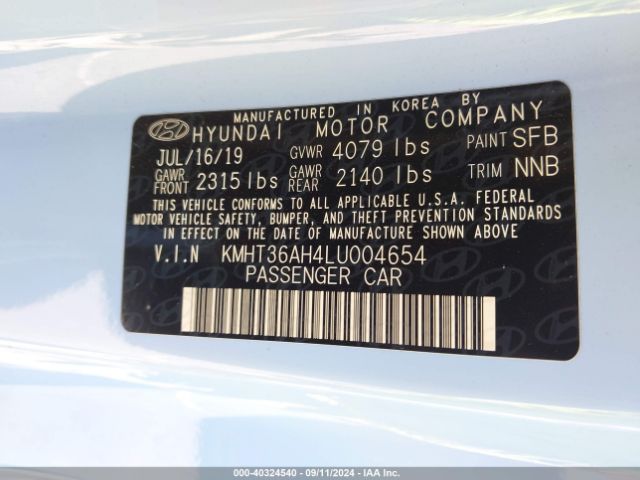 MANUFACTURED IN KOREA BY
HYUNDAI MOTOR COMPANY
JUL/16/19 GVWR 4079 lbs PAINT SFB
GAWR FRONT 2315 lbs GAWR REAR 2140 lbs TRIM NNB
THIS VEHICLE CONFORMS TO ALL APPLICABLE U.S.A. FEDERAL
MOTOR VEHICLE SAFETY, BUMPER, AND THEFT PREVENTION STANDARDS
IN EFFECT ON THE DATE OF MANUFACTURE SHOWN ABOVE
V.I.N KMHT36AH4LU004654
PASSENGER CAR
000-40324540 - 09/11/2024 - IAAI.COM